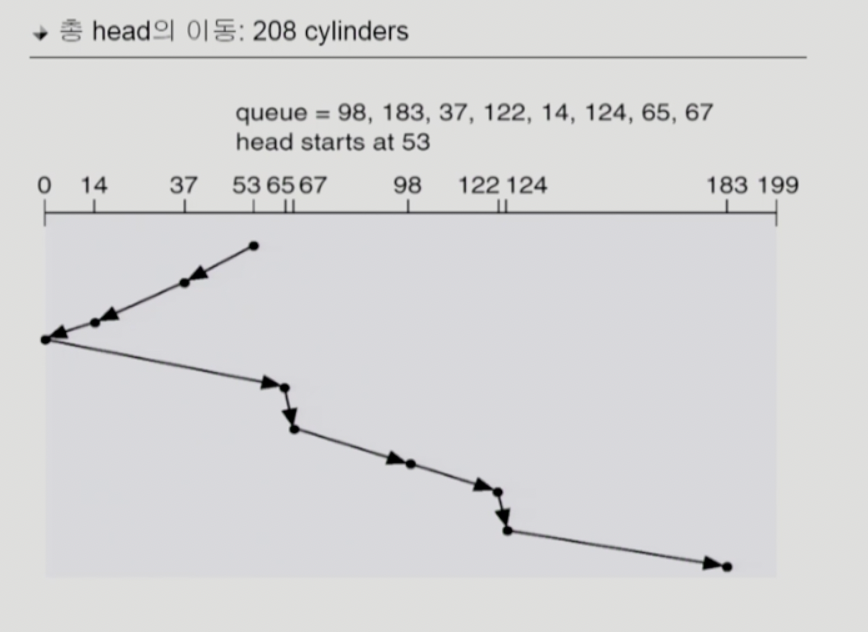 총 head의 이동: 208 cylinders
queue = 98, 183, 37, 122, 14, 124, 65, 67
head starts at 53
0 14 37 53 65 67 98 122 124 183 199